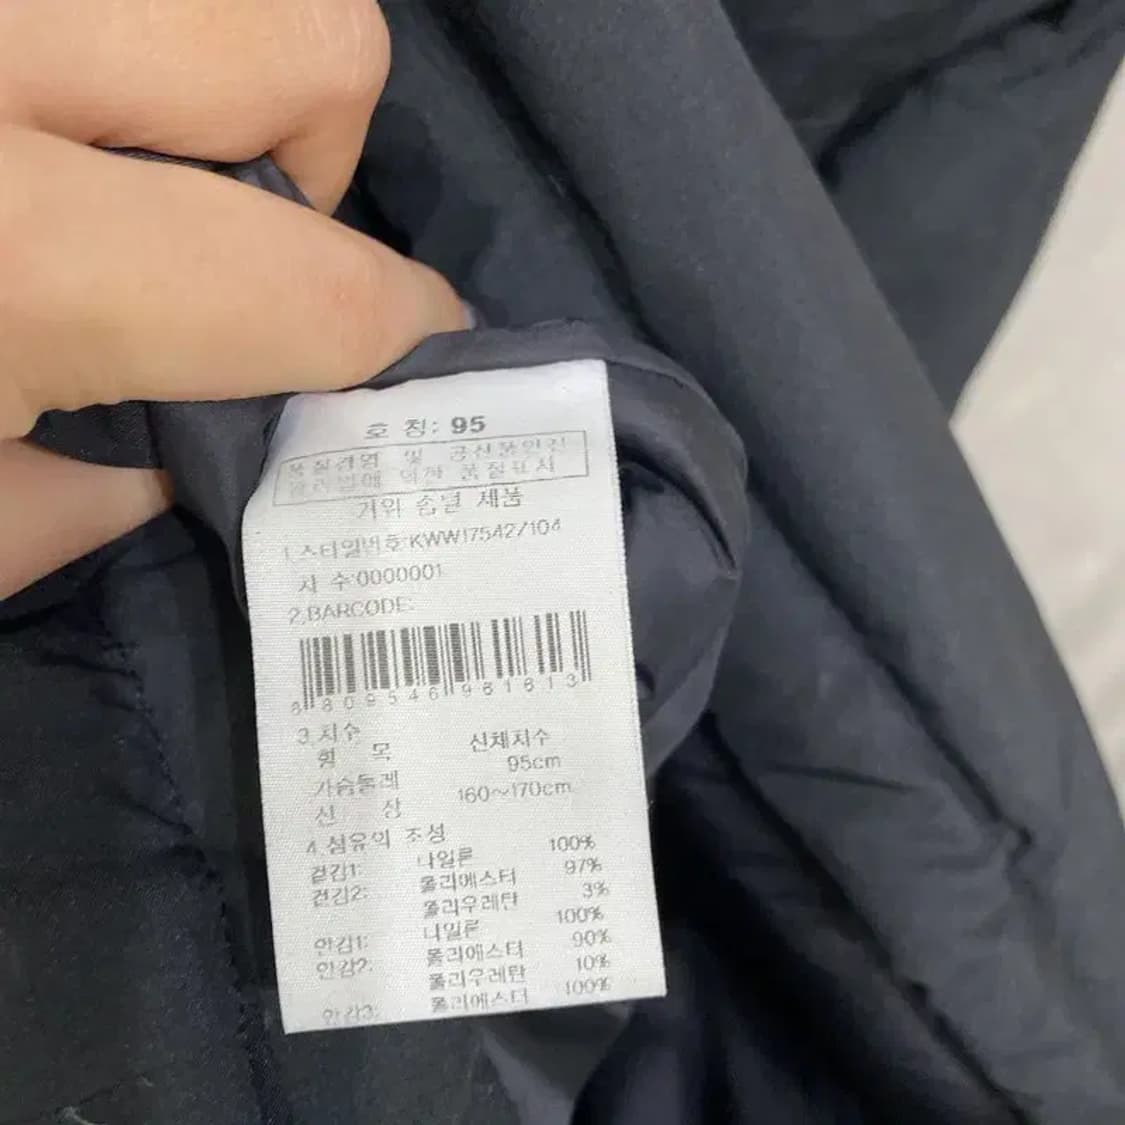 호 칭: 95
품질경영 및 공산품안전
관리법에 의한 품질표시
거위 솜털 제품
1.스타일번호:KWW17542/104
차 수:0000001
2.BARCODE:
8809546961613
3.치수
항 목 신체치수
가슴둘레 95cm
신 장 160~170cm
4.섬유의 조성
겉감1: 나일론 100%
겉감2: 폴리에스터 97%
폴리우레탄 3%
안감1: 나일론 100%
안감2: 폴리에스터 90%
폴리우레탄 10%
안감3: 폴리에스터 100%